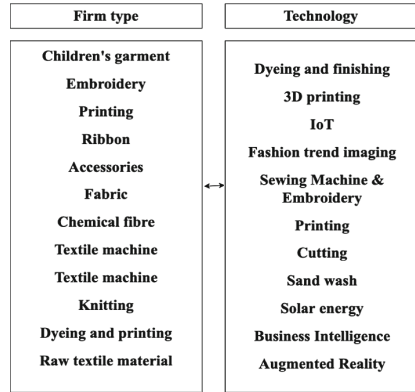 Firm type
Children's garment
Embroidery
Printing
Ribbon
Accessories
Fabric
Chemical fibre
Textile machine
Textile machine
Knitting
Dyeing and printing
Raw textile material
Technology
Dyeing and finishing
3D printing
IoT
Fashion trend imaging
Sewing Machine &
Embroidery
Printing
Cutting
Sand wash
Solar energy
Business Intelligence
Augmented Reality